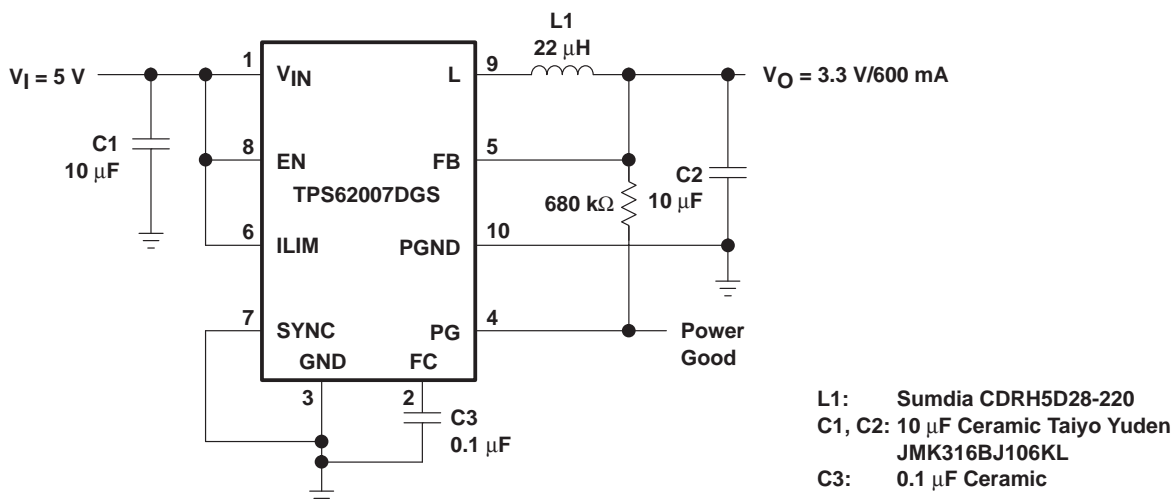 L1
22 μH
VI = 5 V
1
VIN
L
9
VO = 3.3 V/600 mA
C1
10 μF
8
EN
FB
5
TPS62007DGS
680 kΩ
C2
10 μF
6
ILIM
PGND
10
7
SYNC
PG
4
Power
Good
GND
FC
3
2
C3
0.1 μF
L1: Sumdia CDRH5D28-220
C1, C2: 10 μF Ceramic Taiyo Yuden
JMK316BJ106KL
C3: 0.1 μF Ceramic